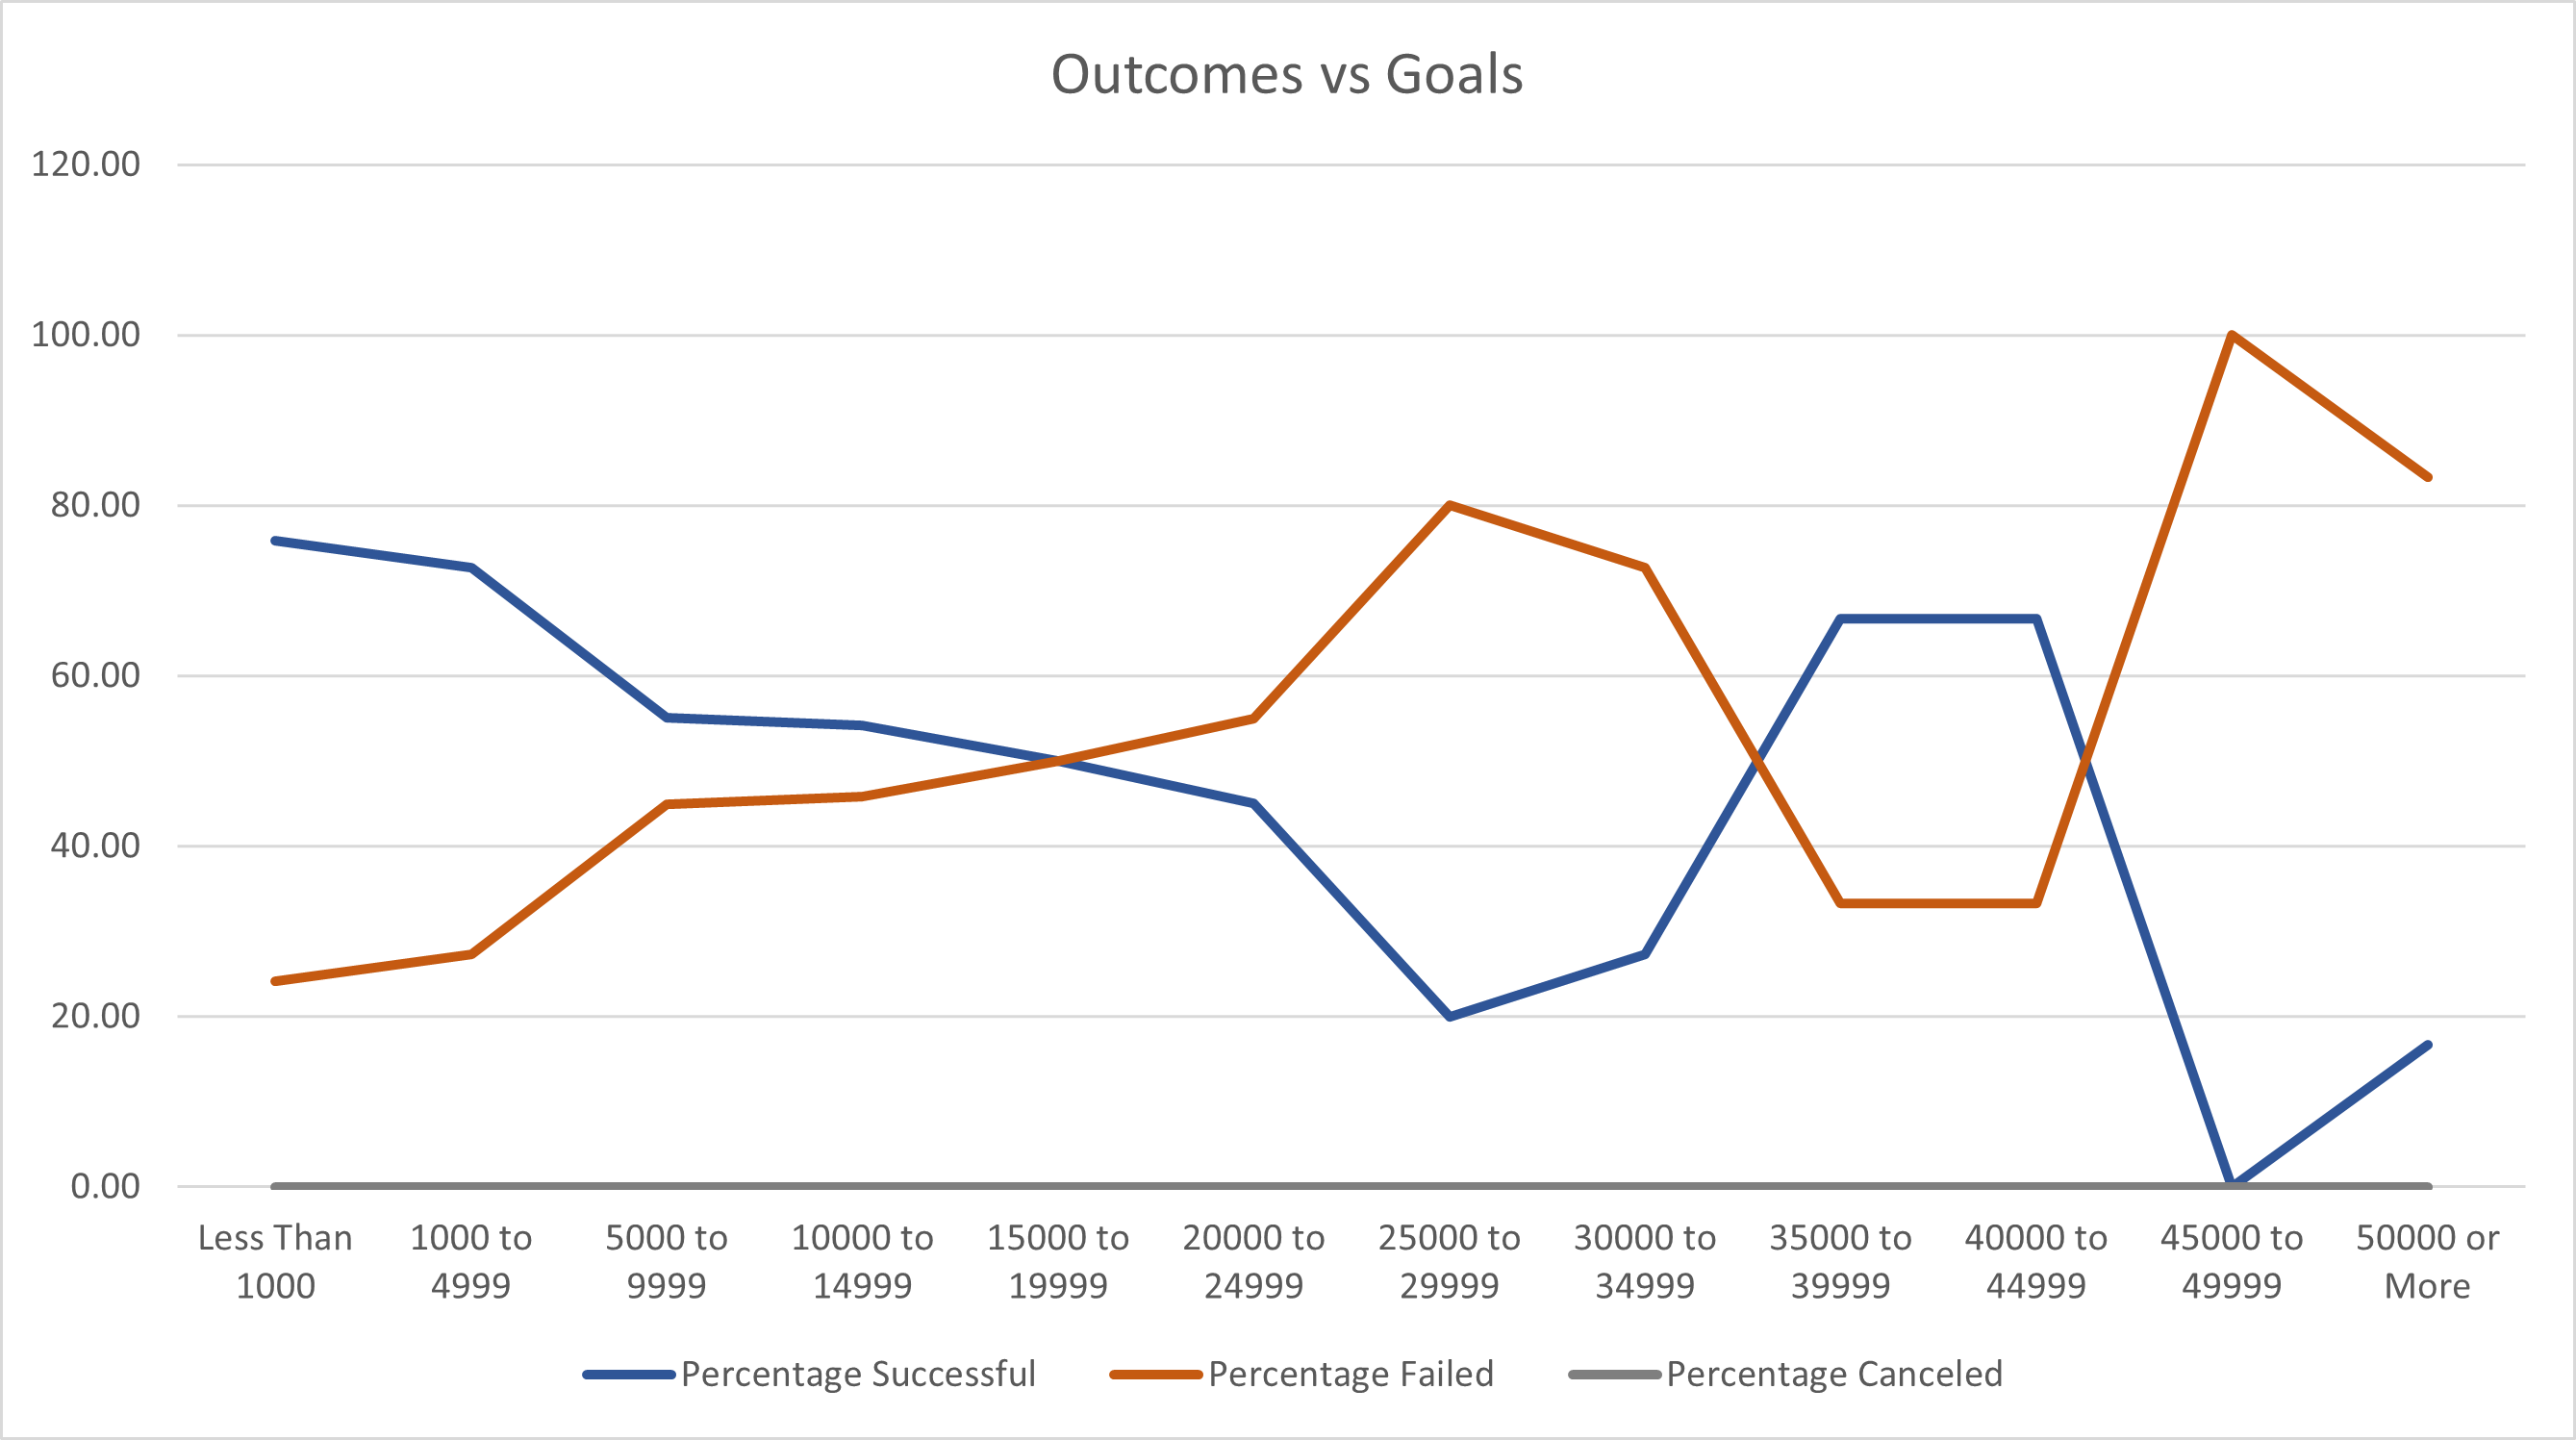 Outcomes vs Goals
120.00
100.00
80.00
60.00
40.00
20.00
0.00
Less Than 1000 to 5000 to 10000 to 15000 to 20000 to 25000 to 30000 to 35000 to 40000 to 45000 to 50000 or
1000 4999 9999 14999 19999 24999 29999 34999 39999 44999 49999 More
Percentage Successful Percentage Failed Percentage Canceled